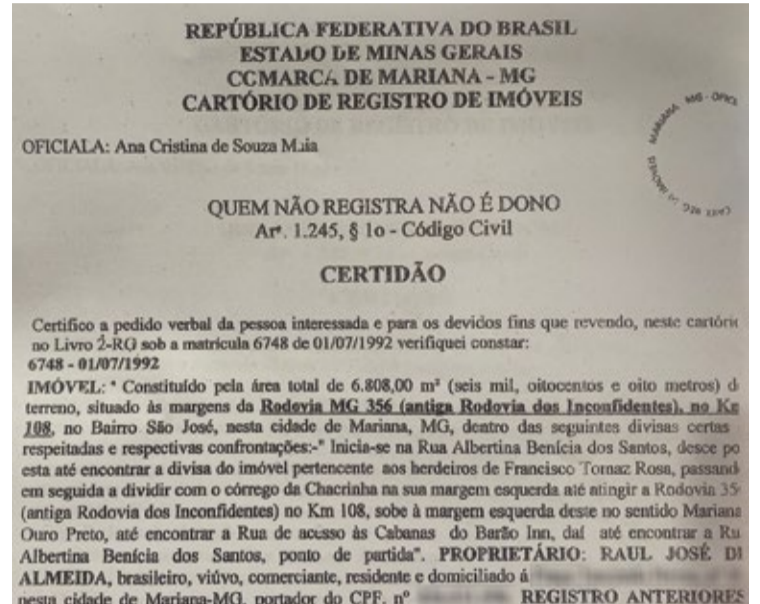 REPÚBLICA FEDERATIVA DO BRASIL
ESTADO DE MINAS GERAIS
COMARCA DE MARIANA - MG
CARTÓRIO DE REGISTRO DE IMÓVEIS
MARIANA MG - OFICI
CART. REG. DE IMÓVEIS
OFICIALA: Ana Cristina de Souza Maia
QUEM NÃO REGISTRA NÃO É DONO
Art. 1.245, § 1o - Código Civil
CERTIDÃO
Certifico a pedido verbal da pessoa interessada e para os devidos fins que revendo, neste cartório
no Livro 2-RG sob a matrícula 6748 de 01/07/1992 verifiquei constar:
6748 - 01/07/1992
IMÓVEL: " Constituído pela área total de 6.808,00 m² (seis mil, oitocentos e oito metros) d
terreno, situado às margens da Rodovia MG 356 (antiga Rodovia dos Inconfidentes), no Km
108, no Bairro São José, nesta cidade de Mariana, MG, dentro das seguintes divisas certas
respeitadas e respectivas confrontações:-" Inicia-se na Rua Albertina Benícia dos Santos, desce po
esta até encontrar a divisa do imóvel pertencente aos herdeiros de Francisco Tomaz Rosa, passand
em seguida a dividir com o córrego da Chacrinha na sua margem esquerda até atingir a Rodovia 35
(antiga Rodovia dos Inconfidentes) no Km 108, sobe à margem esquerda deste no sentido Mariana
Ouro Preto, até encontrar a Rua de acesso às Cabanas do Barão Inn, daí até encontrar a Ru
Albertina Benícia dos Santos, ponto de partida". PROPRIETÁRIO: RAUL JOSÉ DE
ALMEIDA, brasileiro, viúvo, comerciante, residente e domiciliado á
nesta cidade de Mariana-MG, portador do CPF. nº REGISTRO ANTERIORES